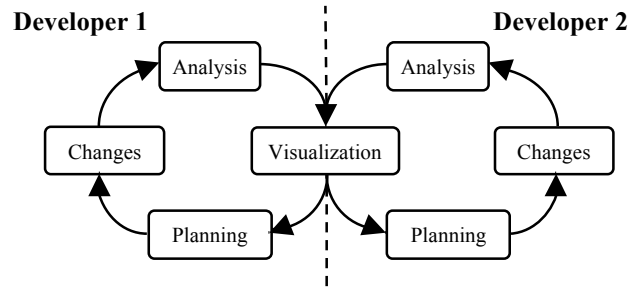 Developer 1
Developer 2
Analysis
Analysis
Changes
Visualization
Changes
Planning
Planning